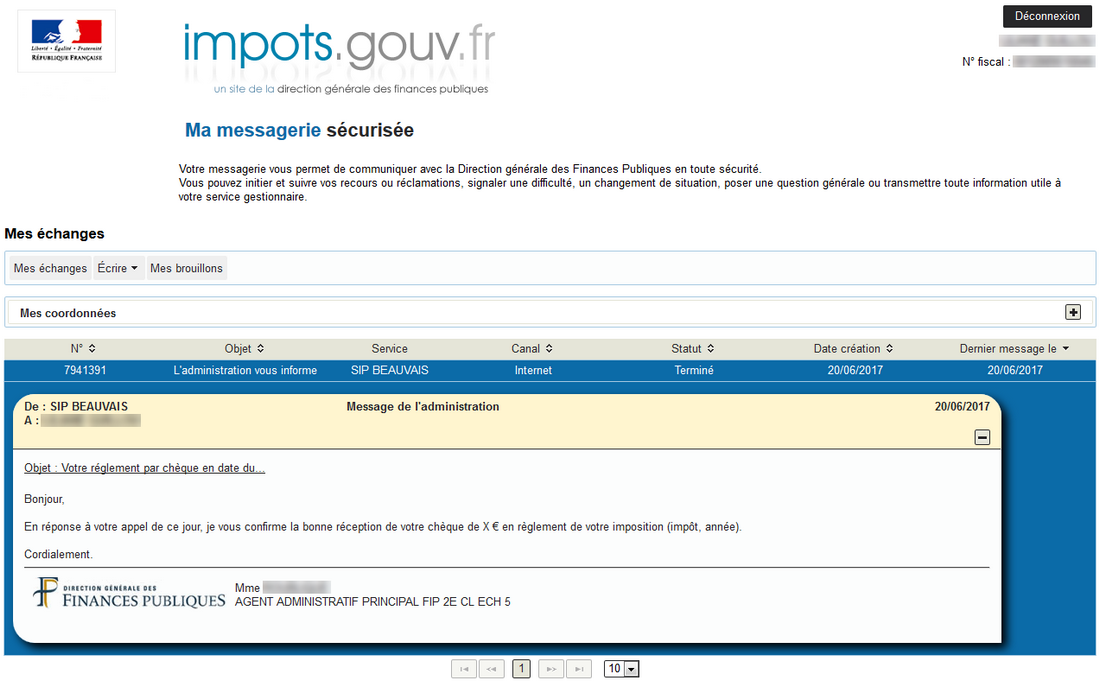 Liberté • Égalité • Fraternité
RÉPUBLIQUE FRANÇAISE
impots.gouv.fr
un site de la direction générale des finances publiques
Déconnexion
N° fiscal :
Ma messagerie sécurisée
Votre messagerie vous permet de communiquer avec la Direction générale des Finances Publiques en toute sécurité.
Vous pouvez initier et suivre vos recours ou réclamations, signaler une difficulté, un changement de situation, poser une question générale ou transmettre toute information utile à
votre service gestionnaire.
Mes échanges
Mes échanges Écrire Mes brouillons
Mes coordonnées
N° Objet Service Canal Statut Date création Dernier message le
7941391 L'administration vous informe SIP BEAUVAIS Internet Terminé 20/06/2017 20/06/2017
De : SIP BEAUVAIS Message de l'administration 20/06/2017
A :
Objet : Votre réglement par chèque en date du...
Bonjour,
En réponse à votre appel de ce jour, je vous confirme la bonne réception de votre chèque de X € en règlement de votre imposition (impôt, année).
Cordialement.
DIRECTION GÉNÉRALE DES
FINANCES PUBLIQUES
Mme
AGENT ADMINISTRATIF PRINCIPAL FIP 2E CL ECH 5
1 10